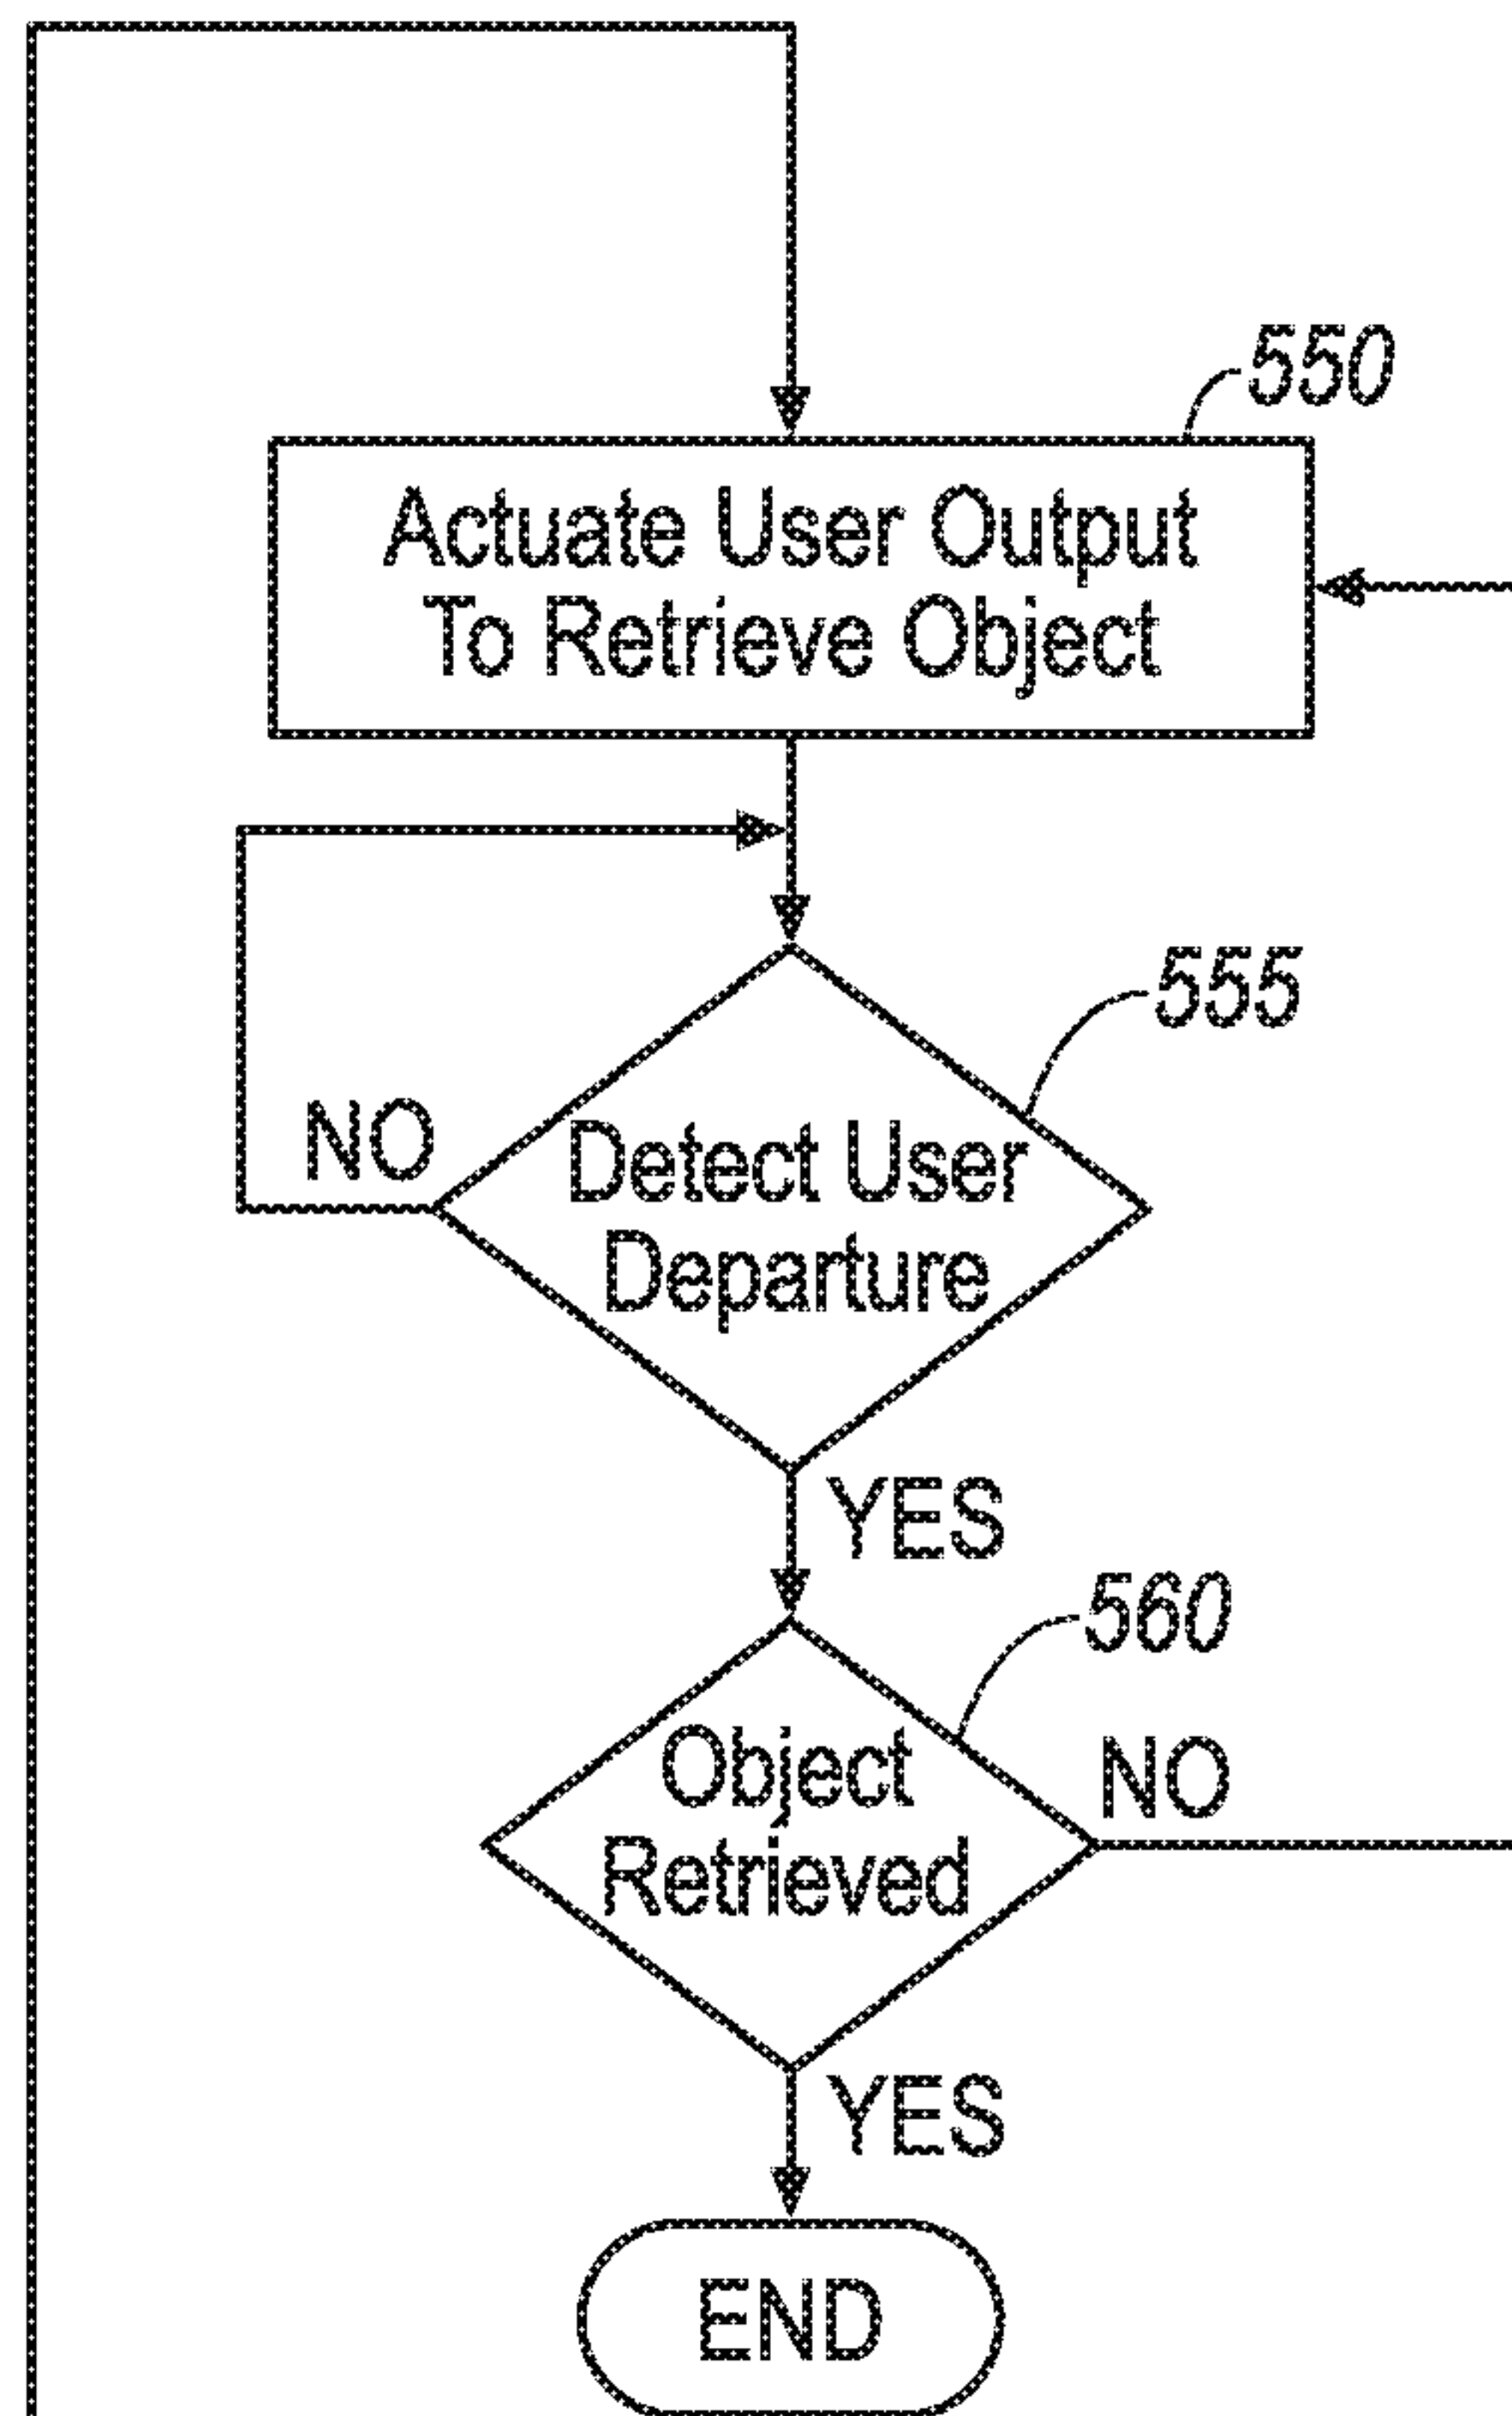 550
Actuate User Output
To Retrieve Object
555
NO
Detect User
Departure
YES
560
Object
Retrieved
NO
YES
END